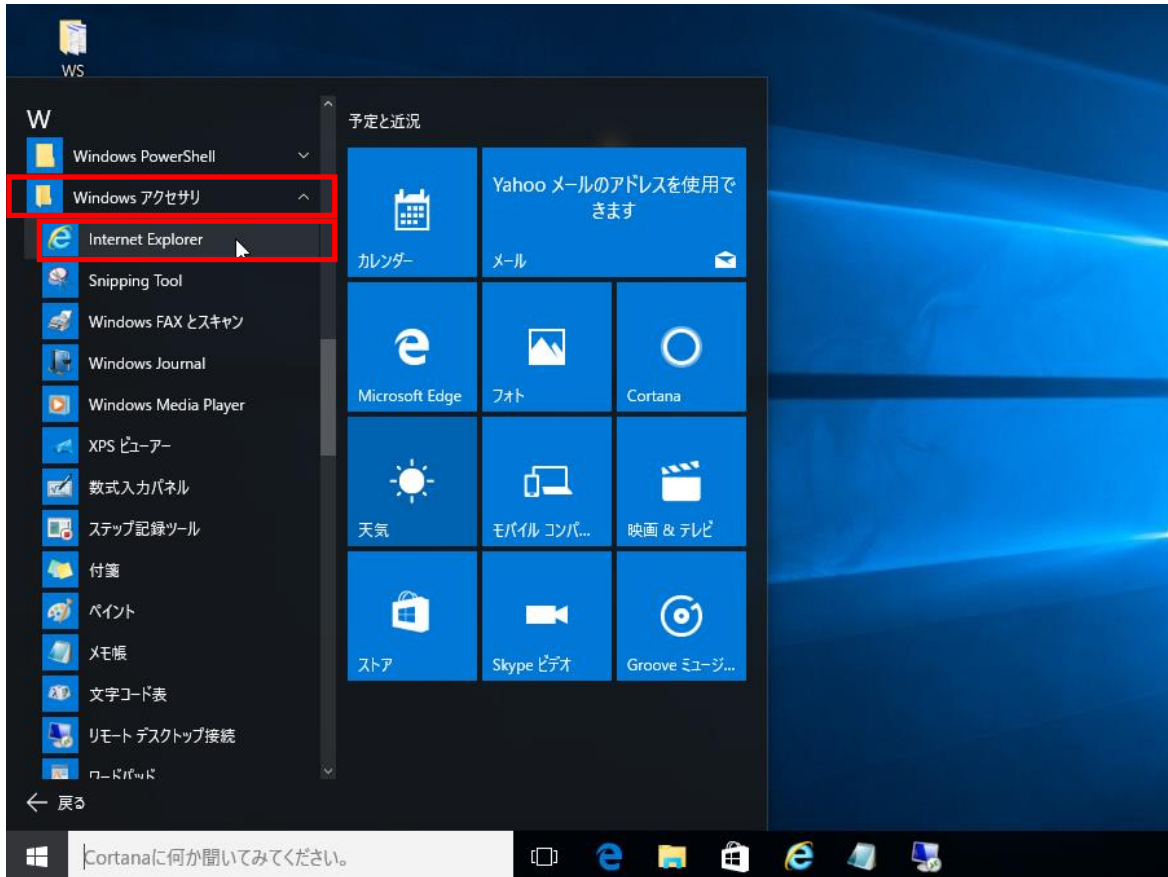 WS
W
Windows PowerShell
Windows アクセサリ
Internet Explorer
Snipping Tool
Windows FAX とスキャン
Windows Journal
Windows Media Player
XPS ビューアー
数式入力パネル
ステップ記録ツール
付箋
ペイント
メモ帳
文字コード表
リモート デスクトップ接続
ワードパッド
戻る
予定と近況
カレンダー
Yahoo メールのアドレスを使用で
きます
メール
Microsoft Edge
フォト
Cortana
天気
モバイル コンパ...
映画 & テレビ
ストア
Skype ビデオ
Groove ミュージ...
Cortanaに何か聞いてみてください。